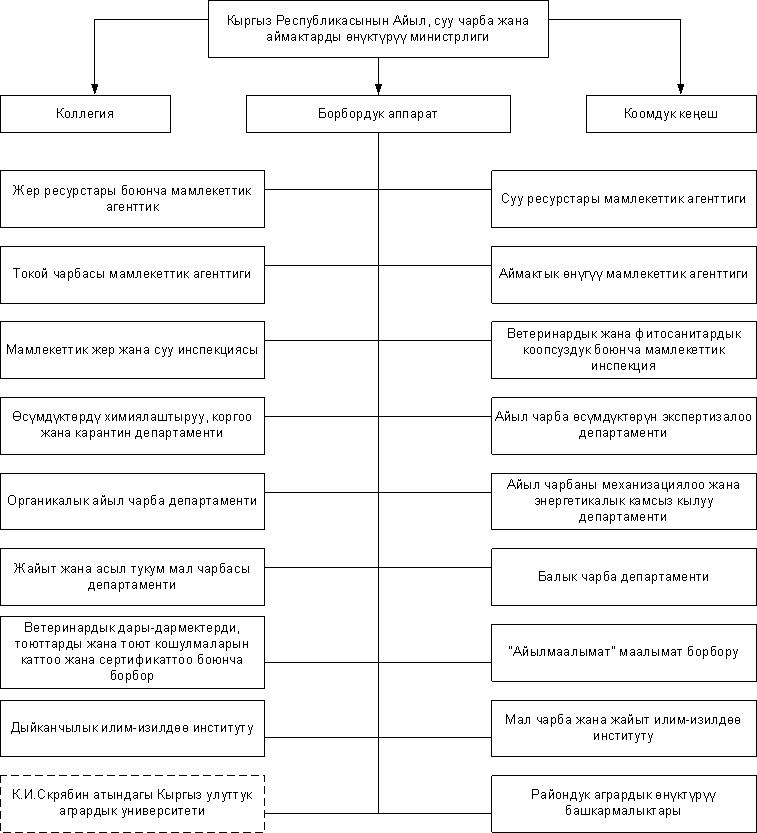 Кыргыз Республикасынын Айыл, суу чарба жана
аймактарды өнүктүрүү министрлиги
Коллегия
Борбордук аппарат
Коомдук кеңеш
Жер ресурстары боюнча мамлекеттик
агенттик
Суу ресурстары мамлекеттик агенттиги
Токой чарбасы мамлекеттик агенттиги
Аймактык өнүгүү мамлекеттик агенттиги
Мамлекеттик жер жана суу инспекциясы
Ветеринардык жана фитосанитардык
коопсуздук боюнча мамлекеттик
инспекция
Өсүмдүктөрдү химиялаштыруу, коргоо
жана карантин департаменти
Айыл чарба өсүмдүктөрүн экспертизалоо
департаменти
Органикалык айыл чарба департаменти
Айыл чарбаны механизациялоо жана
энергетикалык камсыз кылуу
департаменти
Жайыт жана асыл тукум мал чарбасы
департаменти
Балык чарба департаменти
Ветеринардык дары-дармектерди,
тоюттарды жана тоют кошулмаларын
каттоо жана сертификаттоо боюнча
борбор
"Айылмаалымат" маалымат борбору
Дыйканчылык илим-изилдөө институту
Мал чарба жана жайыт илим-изилдөө
институту
К.И.Скрябин атындагы Кыргыз улуттук
агрардык университети
Райондук агрардык өнүктүрүү
башкармалыктары